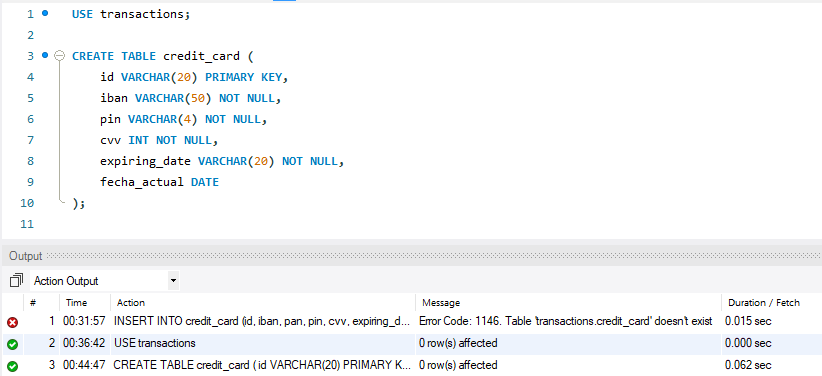 1 USE transactions;
2
3 CREATE TABLE credit_card (
4 id VARCHAR(20) PRIMARY KEY,
5 iban VARCHAR(50) NOT NULL,
6 pin VARCHAR(4) NOT NULL,
7 cvv INT NOT NULL,
8 expiring_date VARCHAR(20) NOT NULL,
9 fecha_actual DATE
10 );
11
Output
Action Output
# Time Action Message Duration / Fetch
1 00:31:57 INSERT INTO credit_card (id, iban, pan, pin, cvv, expiring_d... Error Code: 1146. Table 'transactions.credit_card' doesn't exist 0.015 sec
2 00:36:42 USE transactions 0 row(s) affected 0.000 sec
3 00:44:47 CREATE TABLE credit_card ( id VARCHAR(20) PRIMARY K... 0 row(s) affected 0.062 sec